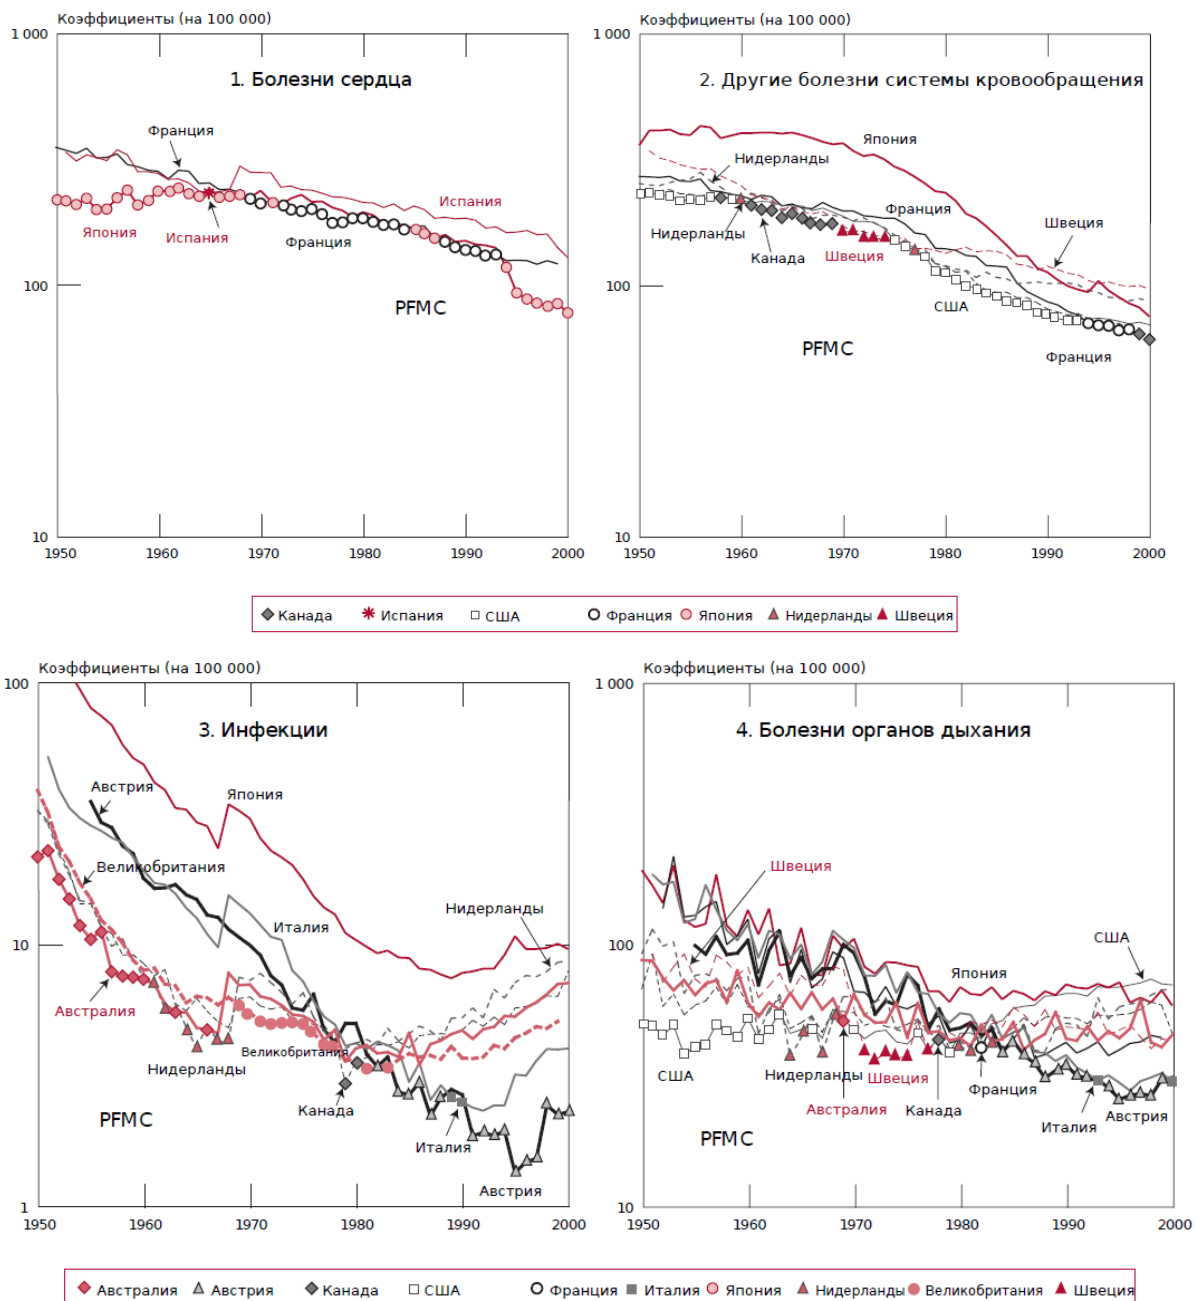 Коэффициенты (на 100 000)
1 000
1. Болезни сердца
Франция
Испания
Япония
Испания
Франция
100
PFMC
10
1950 1960 1970 1980 1990 2000
Коэффициенты (на 100 000)
1 000
2. Другие болезни системы кровообращения
Япония
Нидерланды
Франция
Швеция
Нидерланды
Канада
Швеция
100
США
PFMC
Франция
10
1950 1960 1970 1980 1990 2000
Канада Испания США Франция Япония Нидерланды Швеция
Коэффициенты (на 100 000)
100
3. Инфекции
Австрия
Япония
Великобритания
Нидерланды
Италия
10
Австралия
Великобритания
Нидерланды
Канада
PFMC
Италия
Австрия
1
1950 1960 1970 1980 1990 2000
Коэффициенты (на 100 000)
1 000
4. Болезни органов дыхания
Швеция
США
100
Япония
США
Нидерланды
Швеция
Франция
Австралия
Канада
Австрия
Италия
PFMC
10
1950 1960 1970 1980 1990 2000
Австралия Австрия Канада США Франция Италия Япония Нидерланды Великобритания Швеция